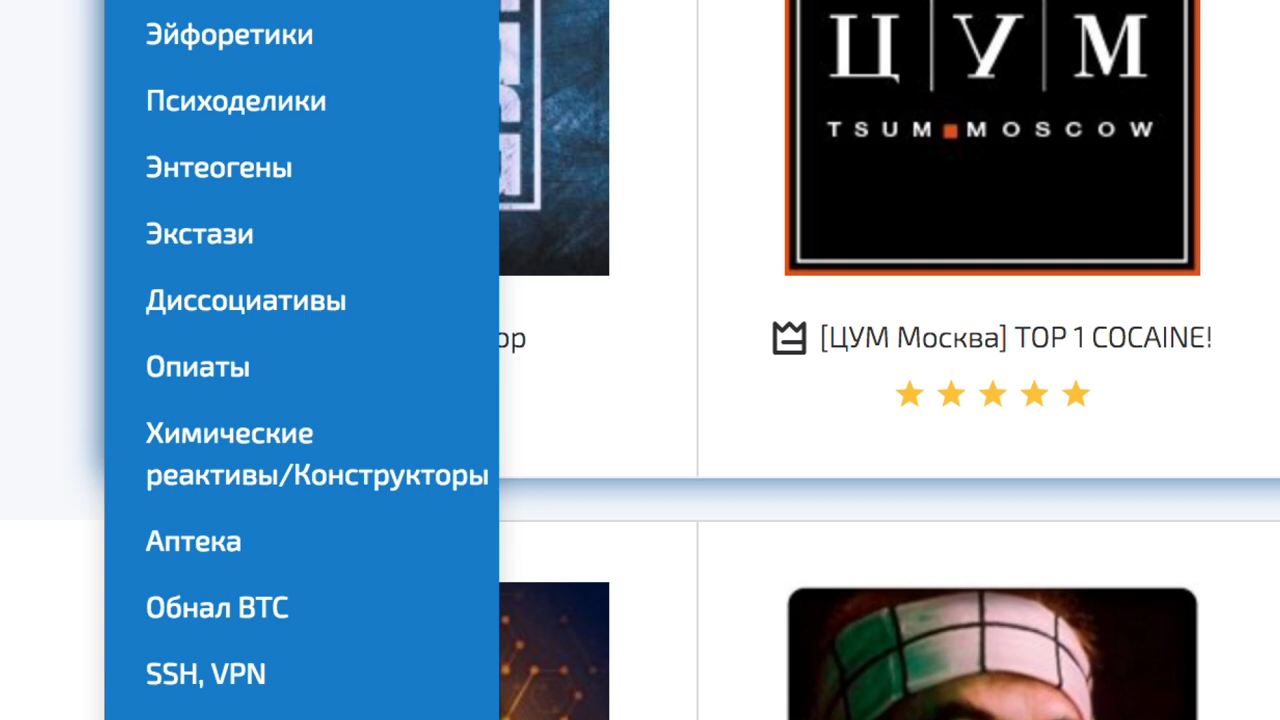 Эйфоретики
Психоделики
Энтеогены
Экстази
Диссоциативы
Опиаты
Химические
реактивы/Конструкторы
Аптека
Обнал BTC
SSH, VPN
ЦУМ
TSUM MOSCOW
[ЦУМ Москва] TOP 1 COCAINE!